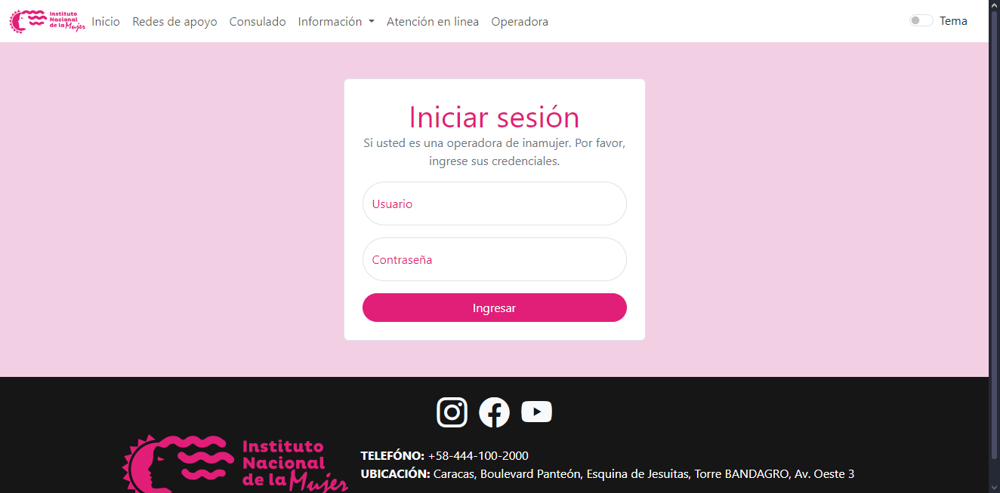 Instituto
Nacional
de la Mujer
Inicio
Redes de apoyo
Consulado
Información
Atención en linea
Operadora
Tema
Iniciar sesión
Si usted es una operadora de inamujer. Por favor,
ingrese sus credenciales.
Usuario
Contraseña
Ingresar
Instituto
Nacional
de la Mujer
TELEFÓNO: +58-444-100-2000
UBICACIÓN: Caracas, Boulevard Panteón, Esquina de Jesuitas, Torre BANDAGRO, Av. Oeste 3